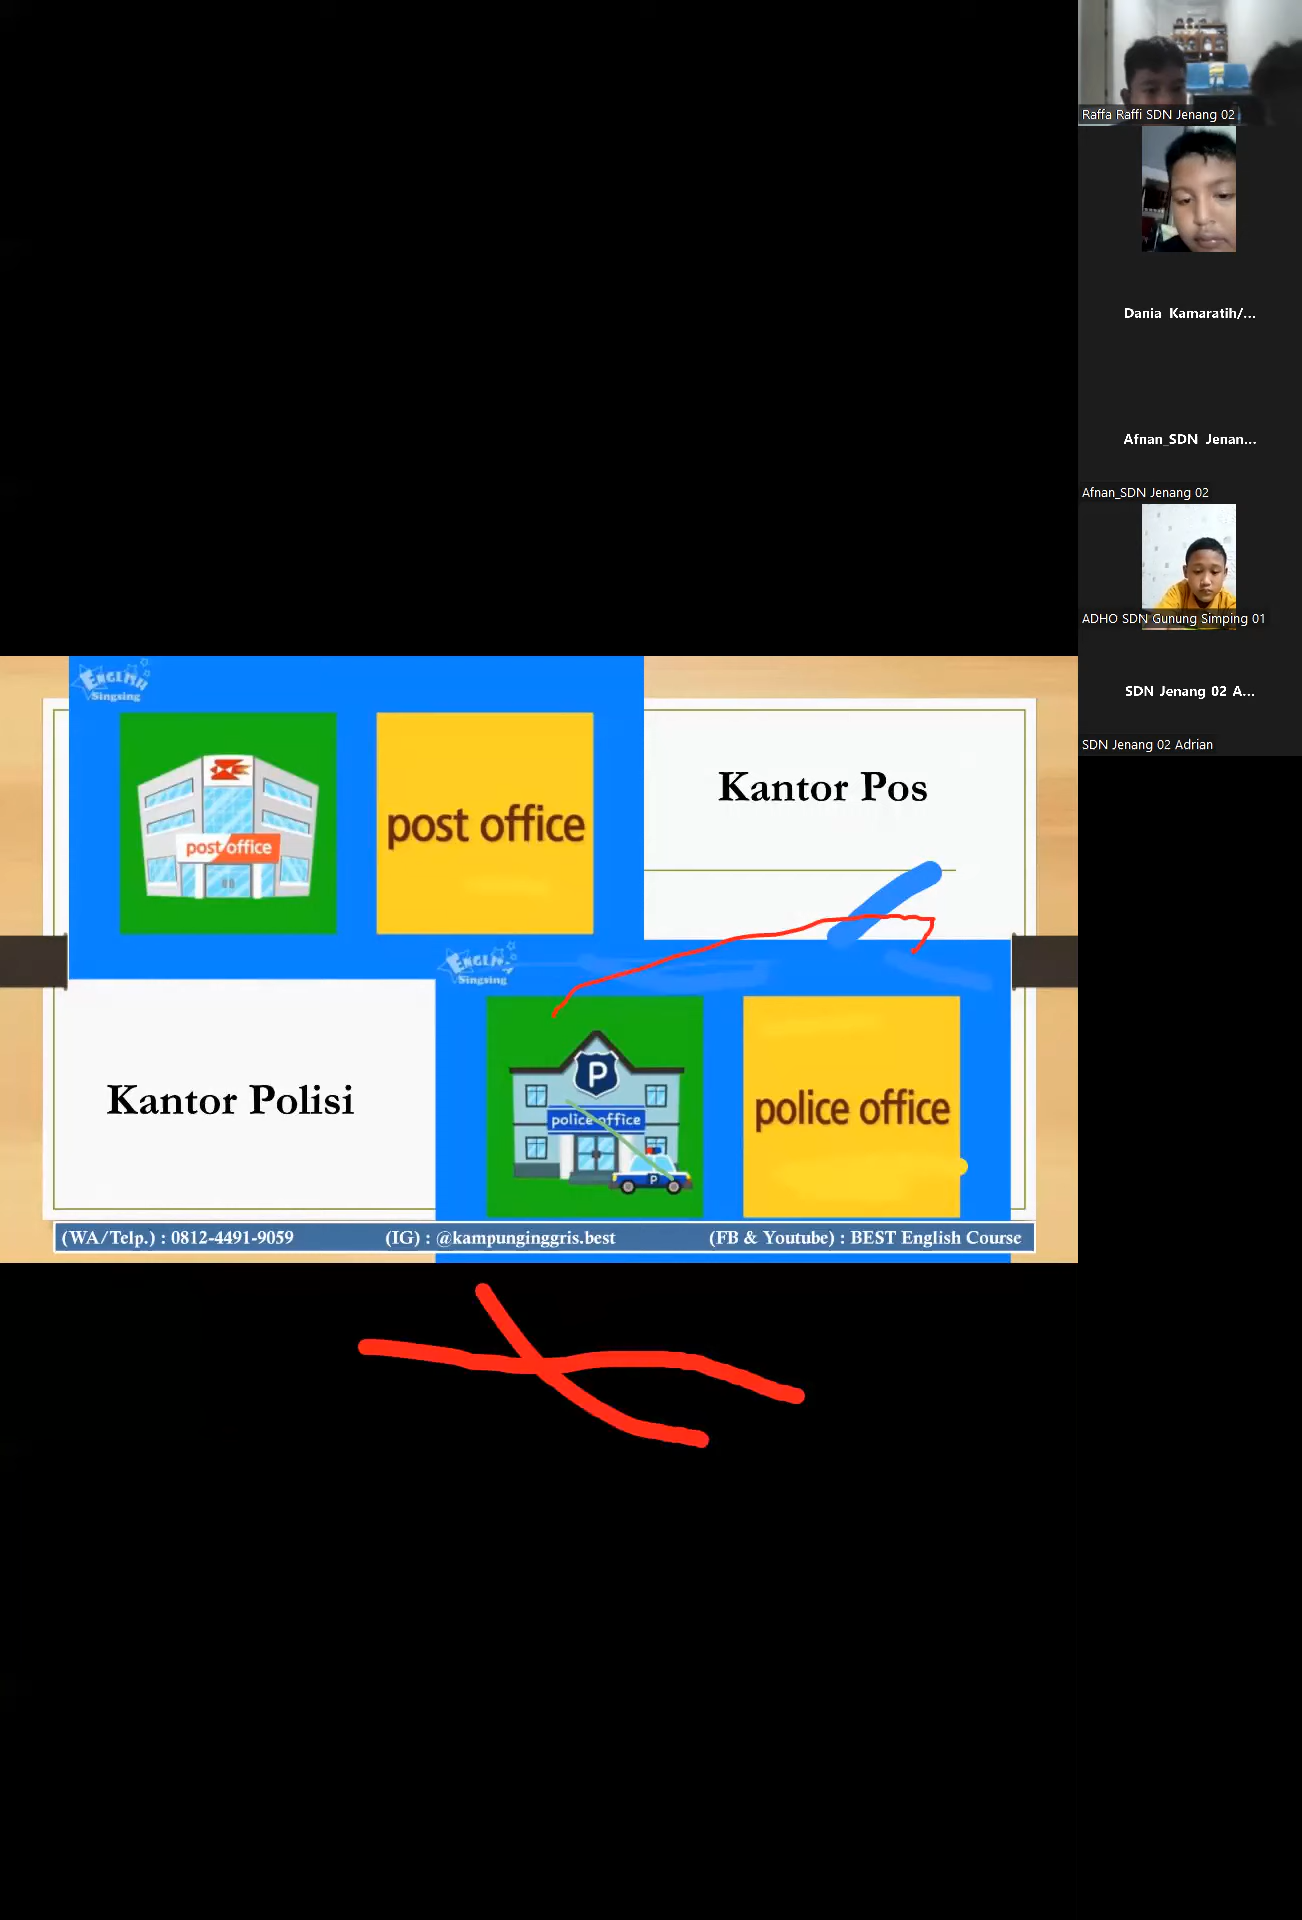 Raffa Raffi SDN Jenang 02
Dania Kamaratih/...
Afnan_SDN Jenan...
Afnan_SDN Jenang 02
ADHO SDN Gunung Simping 01
SDN Jenang 02 A...
SDN Jenang 02 Adrian
ENGLISH
Singsing
post office
post office
Kantor Pos
ENGLISH
Singsing
Kantor Polisi
P
police office
P
police office
(WA/Telp.) : 0812-4491-9059 (IG) : @kampunginggris.best (FB & Youtube) : BEST English Course